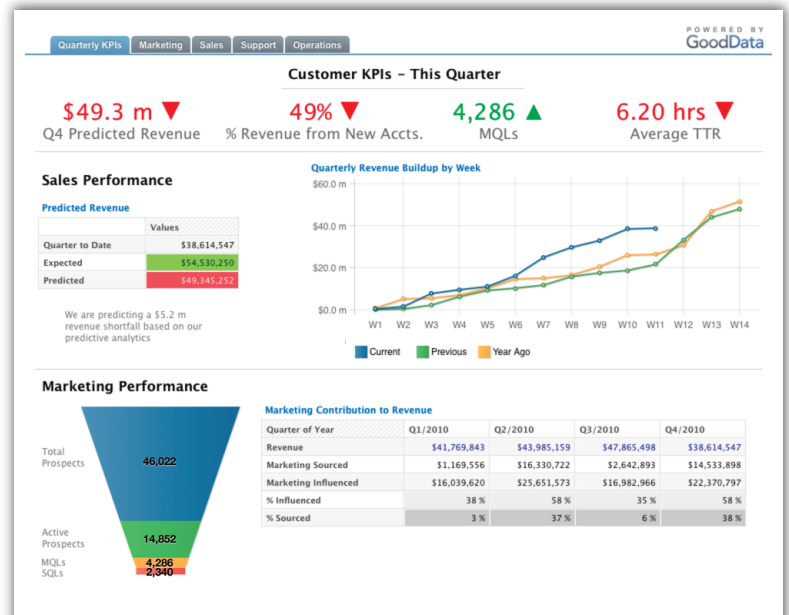 POWERED BY
GoodData
Quarterly KPIs Marketing Sales Support Operations
Customer KPIs – This Quarter
$49.3 m ▼ 49% ▼ 4,286 ▲ 6.20 hrs ▼
Q4 Predicted Revenue % Revenue from New Accts. MQLs Average TTR
Sales Performance
Predicted Revenue
Values
Quarter to Date $38,614,547
Expected $54,530,250
Predicted $49,345,252
We are predicting a $5.2 m
revenue shortfall based on our
predictive analytics
Quarterly Revenue Buildup by Week
$60.0 m
$40.0 m
$20.0 m
$0.0 m
W1 W2 W3 W4 W5 W6 W7 W8 W9 W10 W11 W12 W13 W14
Current Previous Year Ago
Marketing Performance
Total
Prospects
46,022
Active
Prospects
14,852
MQLs 4,286
SQLs 2,340
Marketing Contribution to Revenue
Quarter of Year Q1/2010 Q2/2010 Q3/2010 Q4/2010
Revenue $41,769,843 $43,985,159 $47,865,498 $38,614,547
Marketing Sourced $1,169,556 $16,330,722 $2,642,893 $14,533,898
Marketing Influenced $16,039,620 $25,651,573 $16,982,966 $22,370,797
% Influenced 38 % 58 % 35 % 58 %
% Sourced 3 % 37 % 6 % 38 %